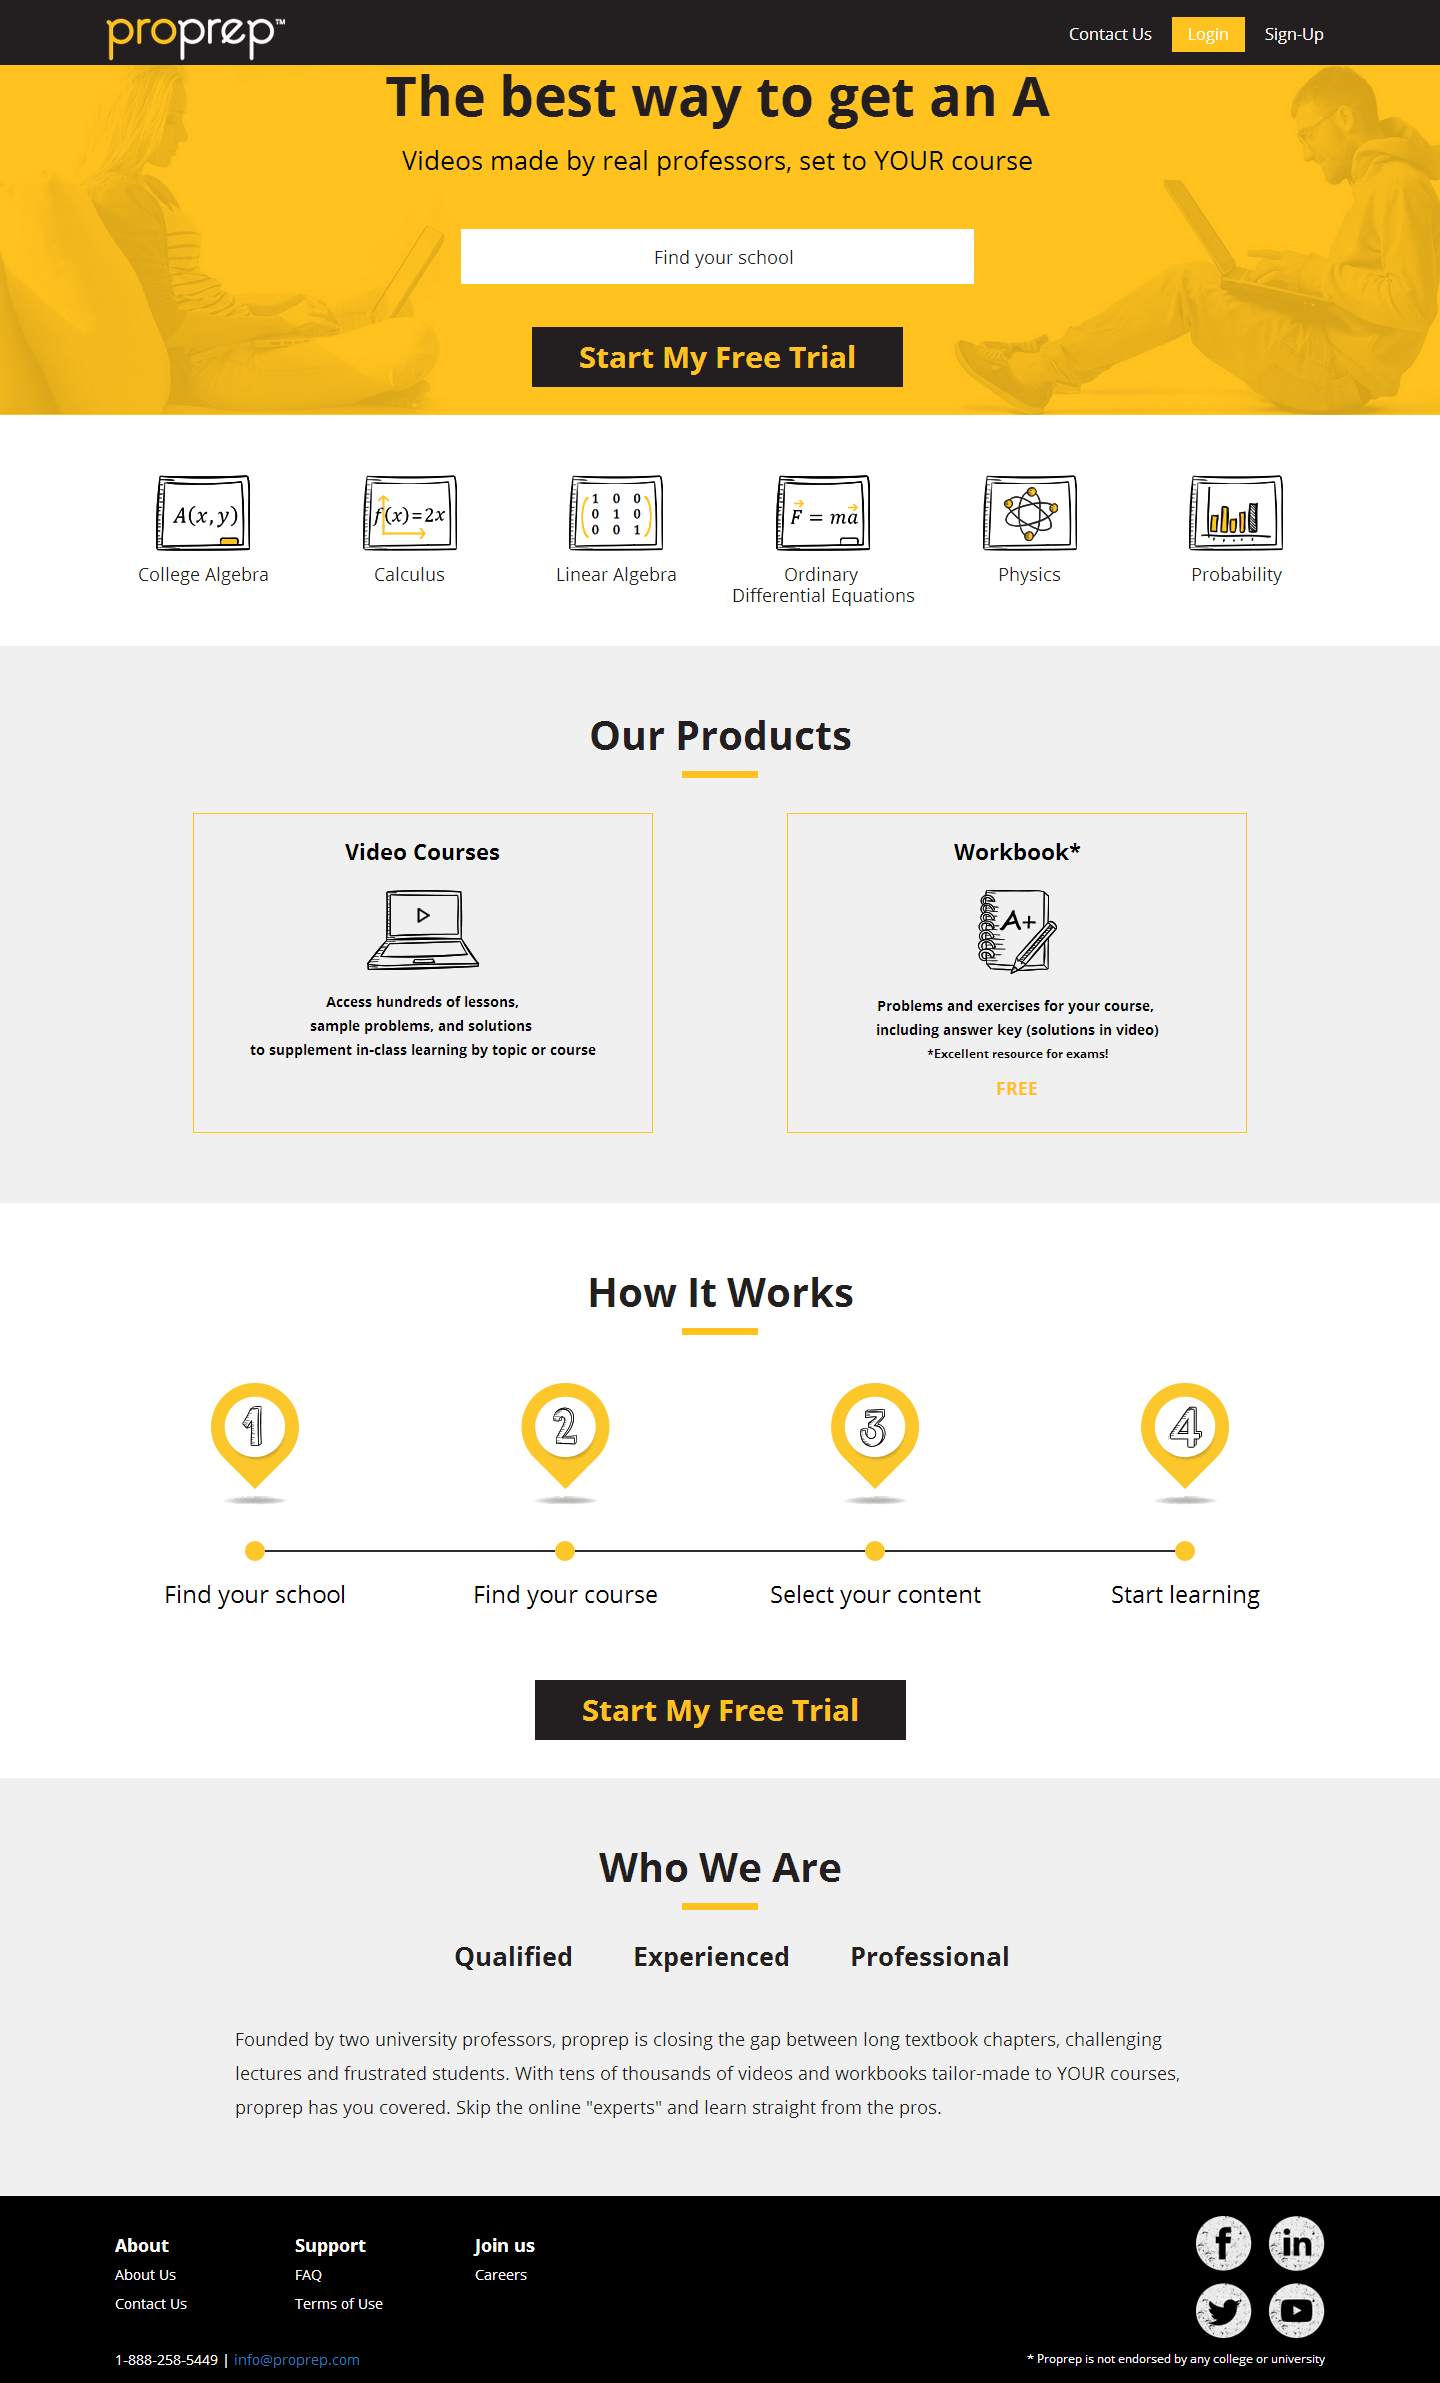 proprep™
Contact Us
Login
Sign-Up
The best way to get an A
Videos made by real professors, set to YOUR course
Find your school
Start My Free Trial
A(x,y)
f(x)=2x
1 0 0
0 1 0
0 0 1
F = ma
College Algebra
Calculus
Linear Algebra
Ordinary
Differential Equations
Physics
Probability
Our Products
Video Courses
Access hundreds of lessons,
sample problems, and solutions
to supplement in-class learning by topic or course
Workbook*
A+
Problems and exercises for your course,
including answer key (solutions in video)
*Excellent resource for exams!
FREE
How It Works
1
2
3
4
Find your school
Find your course
Select your content
Start learning
Start My Free Trial
Who We Are
Qualified
Experienced
Professional
Founded by two university professors, proprep is closing the gap between long textbook chapters, challenging
lectures and frustrated students. With tens of thousands of videos and workbooks tailor-made to YOUR courses,
proprep has you covered. Skip the online "experts" and learn straight from the pros.
About
About Us
Contact Us
Support
FAQ
Terms of Use
Join us
Careers
f
in
1-888-258-5449 | info@proprep.com
* Proprep is not endorsed by any college or university